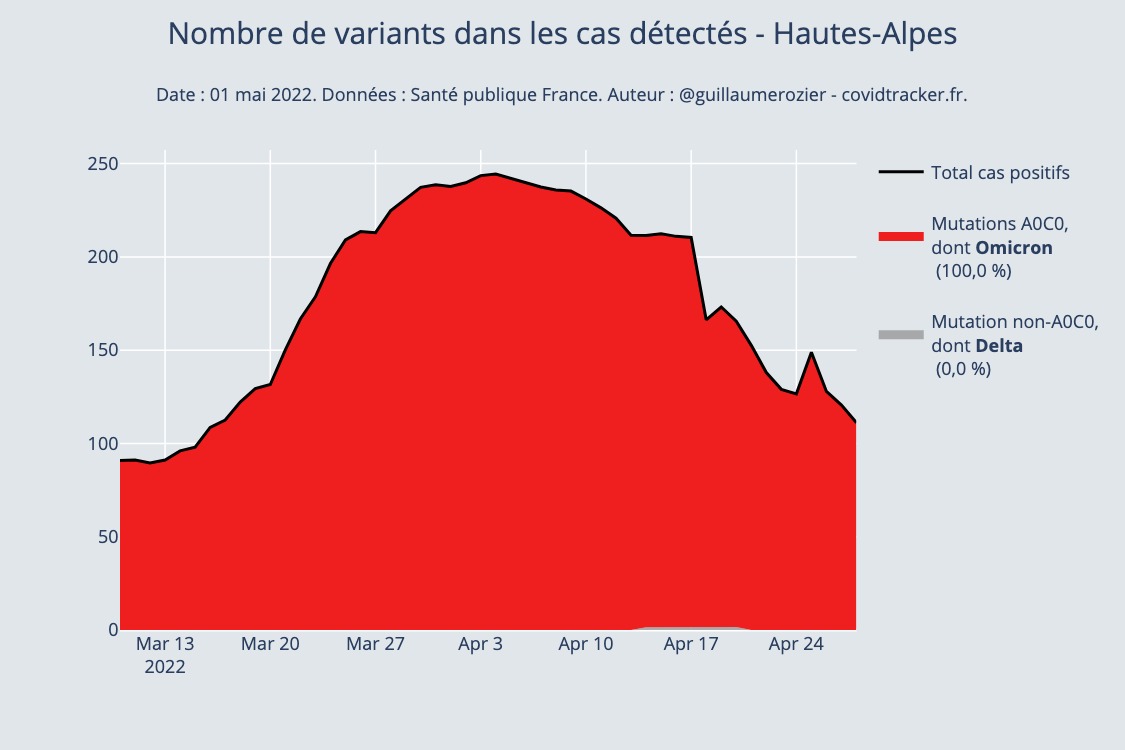 Nombre de variants dans les cas détectés - Hautes-Alpes
Date : 01 mai 2022. Données : Santé publique France. Auteur : @guillaumerozier - covidtracker.fr.
250
200
150
100
50
0
Mar 13
2022
Mar 20
Mar 27
Apr 3
Apr 10
Apr 17
Apr 24
Total cas positifs
Mutations A0C0,
dont Omicron
(100,0 %)
Mutation non-A0C0,
dont Delta
(0,0 %)